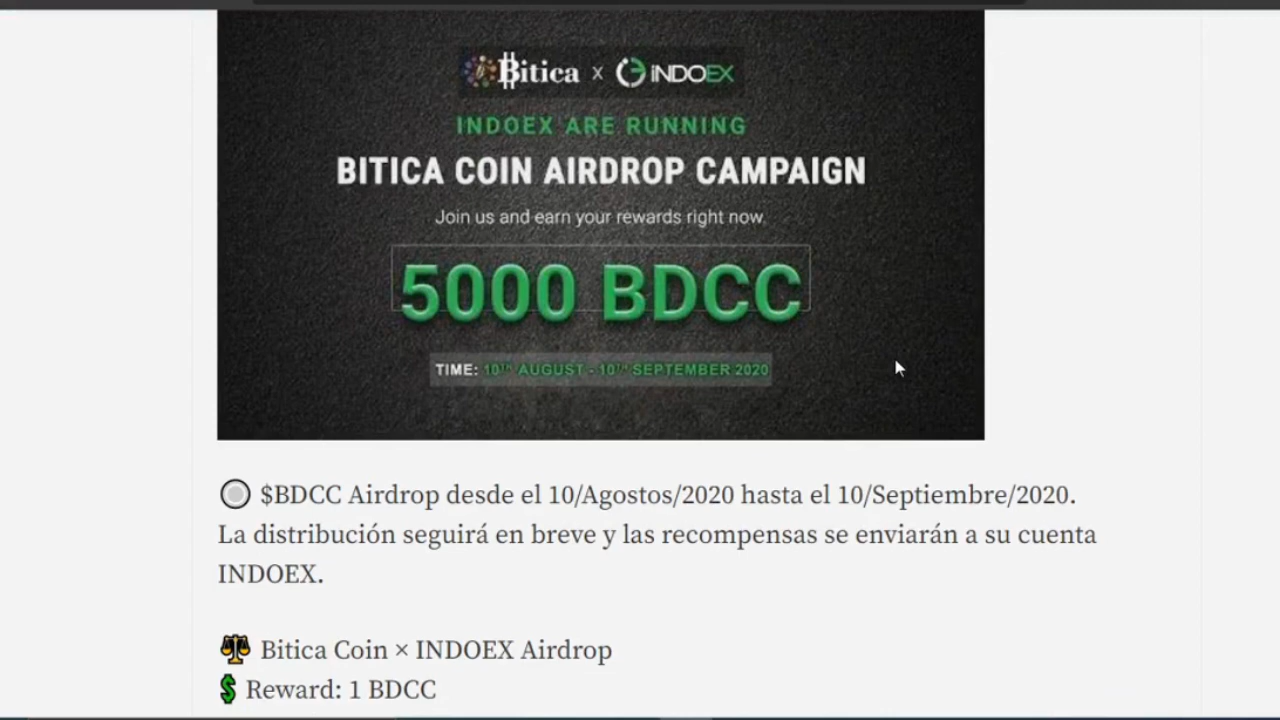 Bitica x INDOEX
INDOEX ARE RUNNING
BITICA COIN AIRDROP CAMPAIGN
Join us and earn your rewards right now
5000 BDCC
TIME: 10TH AUGUST - 10TH SEPTEMBER 2020
$BDCC Airdrop desde el 10/Agostos/2020 hasta el 10/Septiembre/2020.
La distribución seguirá en breve y las recompensas se enviarán a su cuenta
INDOEX.
Bitica Coin × INDOEX Airdrop
Reward: 1 BDCC